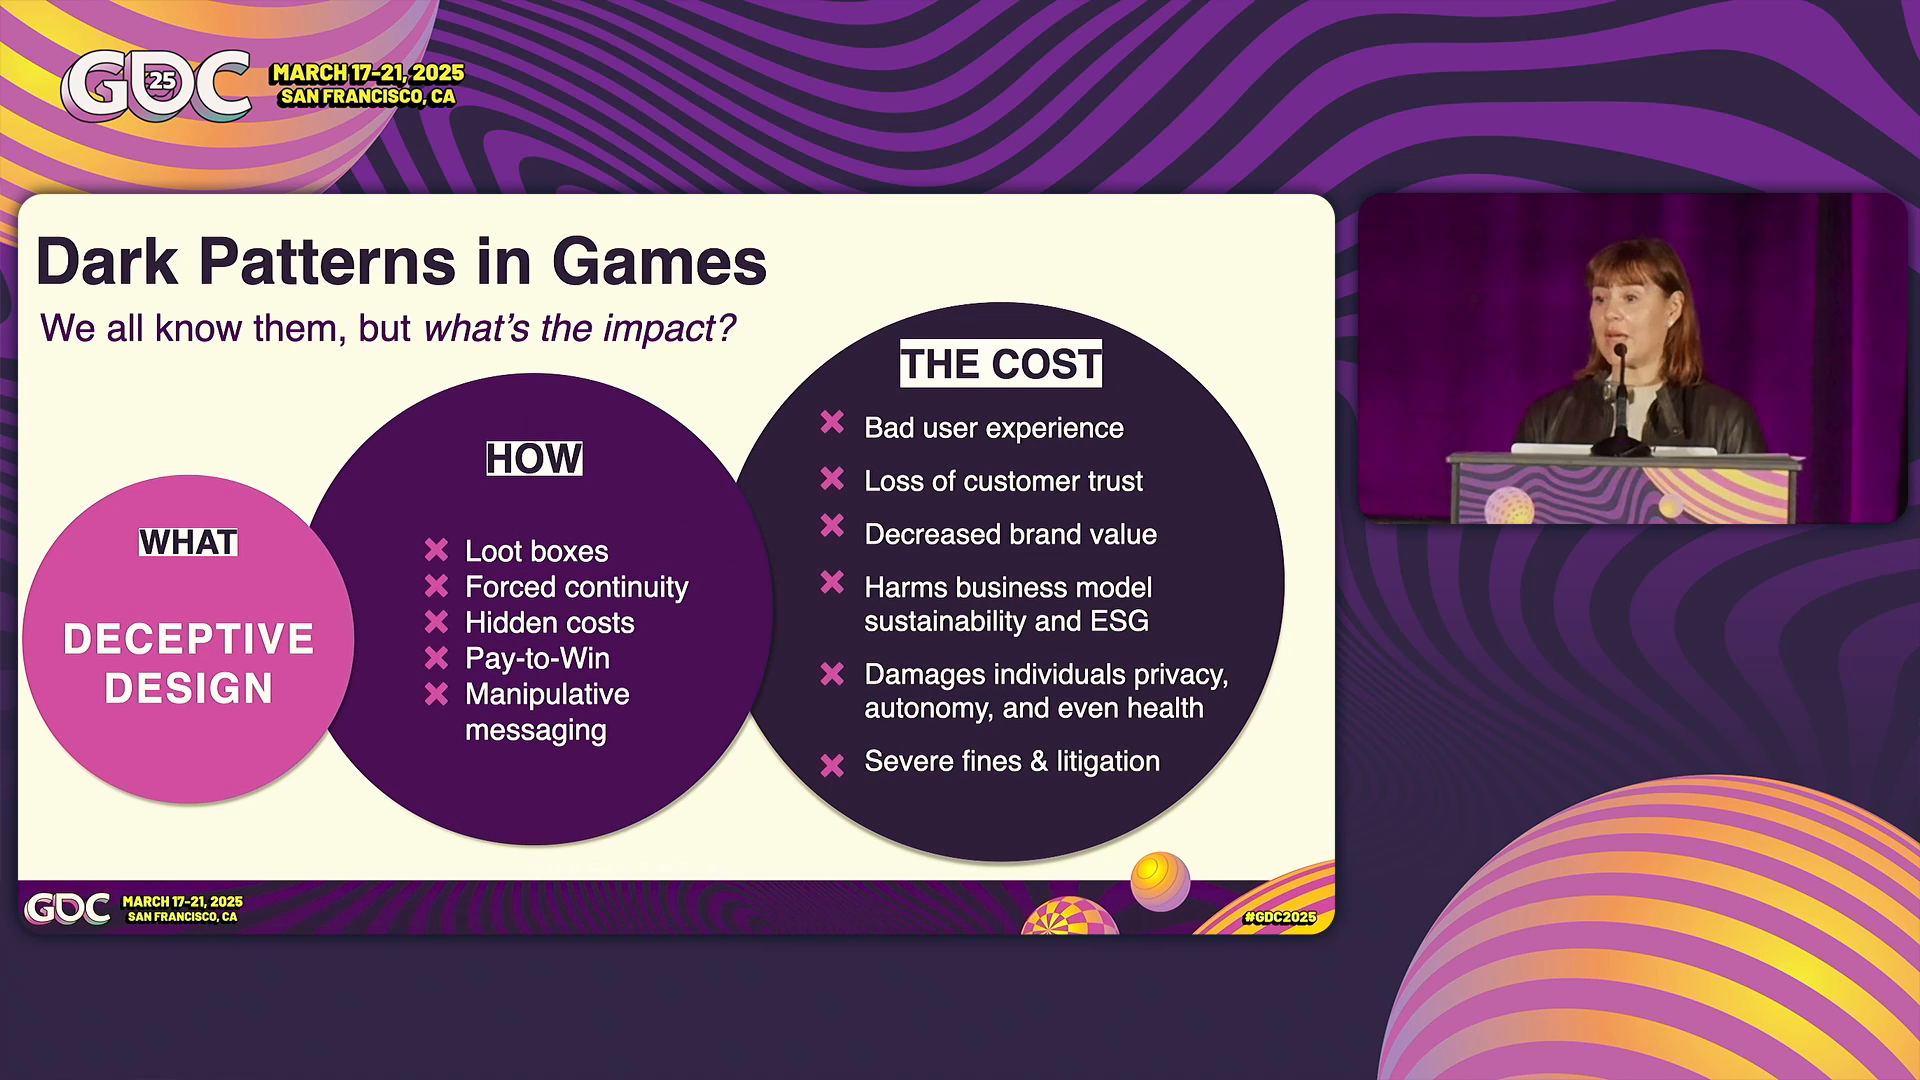 GDC
25
MARCH 17-21, 2025
SAN FRANCISCO, CA
Dark Patterns in Games
We all know them, but what's the impact?
WHAT
DECEPTIVE
DESIGN
HOW
Loot boxes
Forced continuity
Hidden costs
Pay-to-Win
Manipulative
messaging
THE COST
Bad user experience
Loss of customer trust
Decreased brand value
Harms business model
sustainability and ESG
Damages individuals privacy,
autonomy, and even health
Severe fines & litigation
GDC
MARCH 17-21, 2025
SAN FRANCISCO, CA
#GDC2025